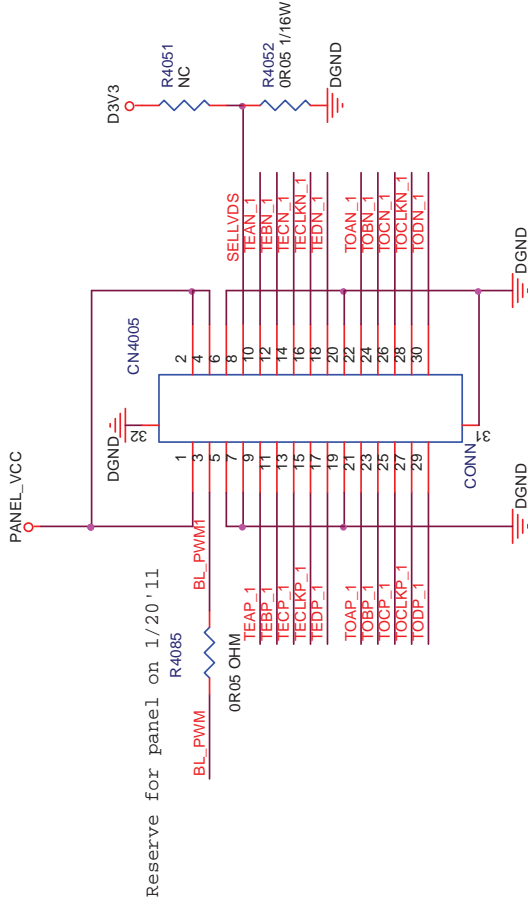 D3V3
R4051
NC
R4052
0R05 1/16W
DGND
PANEL_VCC
CN4005
DGND
32
SELLVDS
TEAN_1
TEBN_1
TECN_1
TECLKN_1
TEDN_1
TOAN_1
TOBN_1
TOCN_1
TOCLKN_1
TODN_1
2
4
6
8
10
12
14
16
18
20
22
24
26
28
30
1
3
5
7
9
11
13
15
17
19
21
23
25
27
29
31
CONN
DGND
DGND
BL_PWM1
Reserve for panel on 1/20'11
R4085
0R05 OHM
BL_PWM
TEAP_1
TEBP_1
TECP_1
TECLKP_1
TEDP_1
TOAP_1
TOBP_1
TOCP_1
TOCLKP_1
TODP_1